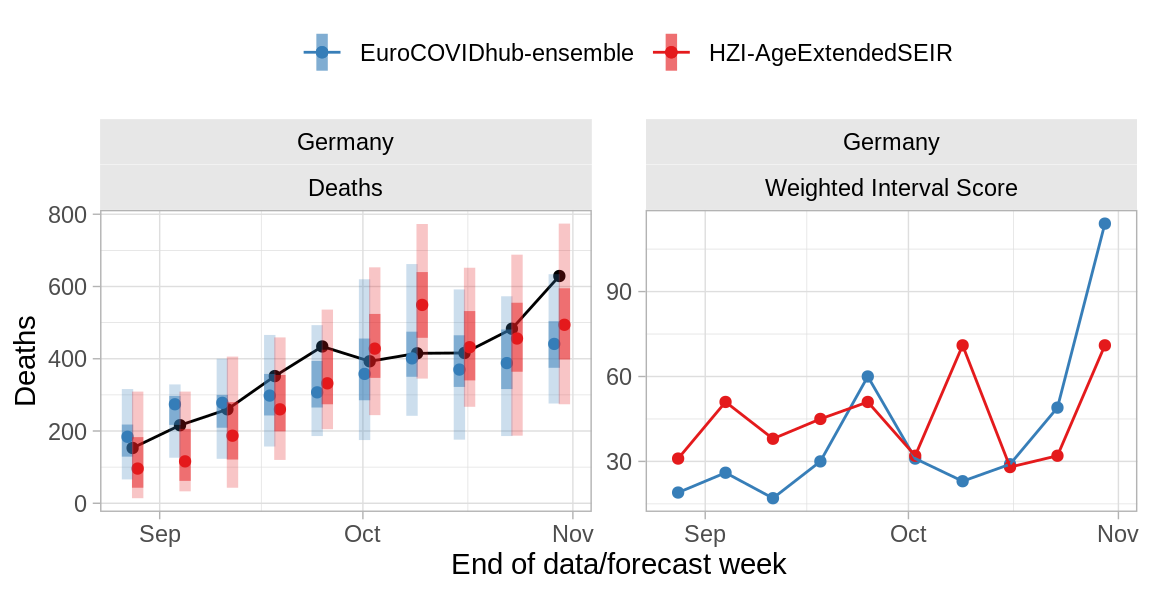 EuroCOVIDhub-ensemble HZI-AgeExtendedSEIR
Germany Germany
Deaths Weighted Interval Score
Deaths
800
600
400
200
0
90
60
30
Sep Oct Nov Sep Oct Nov
End of data/forecast week